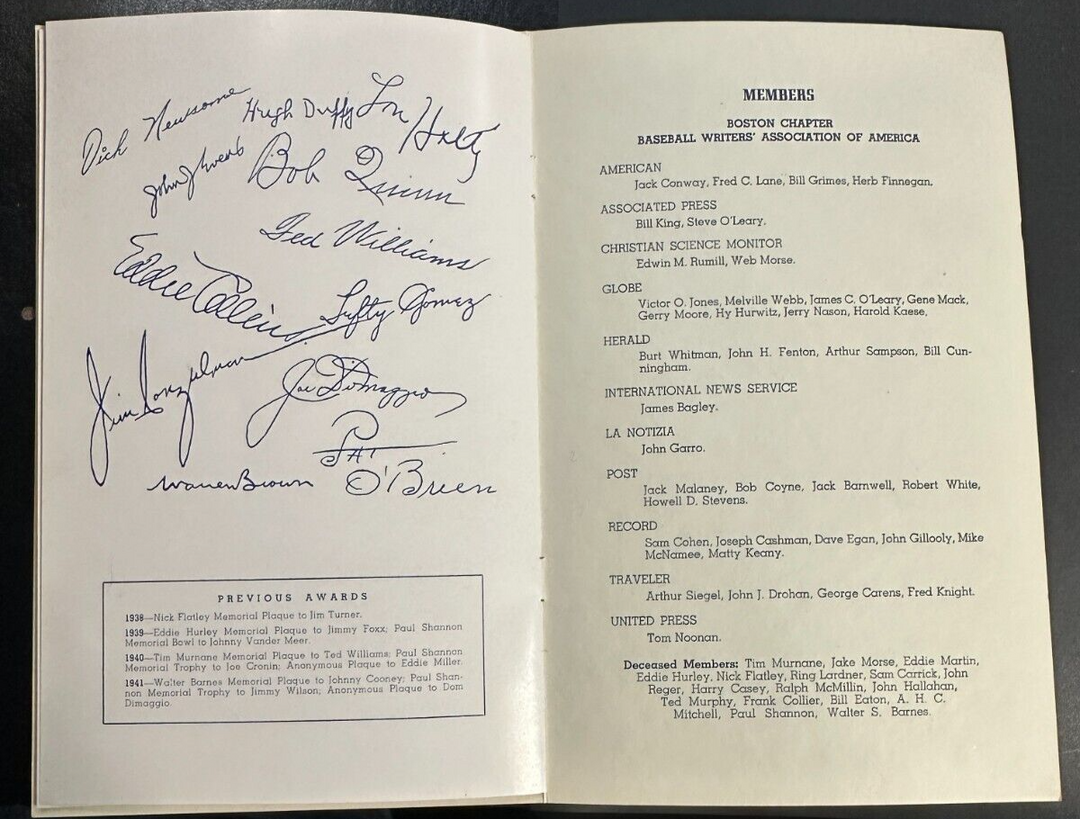 Dick Newsome
Hugh Duffy
Lou
Bob Quinn
Ted Williams
Eddie Collins
Lefty Gomez
Joe DiMaggio
Pat
O'Brien
Warren Brown
PREVIOUS AWARDS
1938—Nick Flatley Memorial Plaque to Jim Turner.
1939—Eddie Hurley Memorial Plaque to Jimmy Foxx; Paul Shannon
Memorial Bowl to Johnny Vander Meer.
1940—Tim Murnane Memorial Plaque to Ted Williams; Paul Shannon
Memorial Trophy to Joe Cronin; Anonymous Plaque to Eddie Miller.
1941—Walter Barnes Memorial Plaque to Johnny Cooney; Paul Shan-
non Memorial Trophy to Jimmy Wilson; Anonymous Plaque to Dom
Dimaggio.
MEMBERS
BOSTON CHAPTER
BASEBALL WRITERS' ASSOCIATION OF AMERICA
AMERICAN
Jack Conway, Fred C. Lane, Bill Grimes, Herb Finnegan.
ASSOCIATED PRESS
Bill King, Steve O'Leary.
CHRISTIAN SCIENCE MONITOR
Edwin M. Rumill, Web Morse.
GLOBE
Victor O. Jones, Melville Webb, James C. O'Leary, Gene Mack,
Gerry Moore, Hy Hurwitz, Jerry Nason, Harold Kaese,
HERALD
Burt Whitman, John H. Fenton, Arthur Sampson, Bill Cun-
ningham.
INTERNATIONAL NEWS SERVICE
James Bagley.
LA NOTIZIA
John Garro.
POST
Jack Malaney, Bob Coyne, Jack Barnwell, Robert White,
Howell D. Stevens.
RECORD
Sam Cohen, Joseph Cashman, Dave Egan, John Gillooly, Mike
McNamee, Matty Keany.
TRAVELER
Arthur Siegel, John J. Drohan, George Carens, Fred Knight.
UNITED PRESS
Tom Noonan.
Deceased Members: Tim Murnane, Jake Morse, Eddie Martin,
Eddie Hurley, Nick Flatley, Ring Lardner, Sam Carrick, John
Reger, Harry Casey, Ralph McMillin, John Hallahan,
Ted Murphy, Frank Collier, Bill Eaton, A. H. C.
Mitchell, Paul Shannon, Walter S. Barnes.